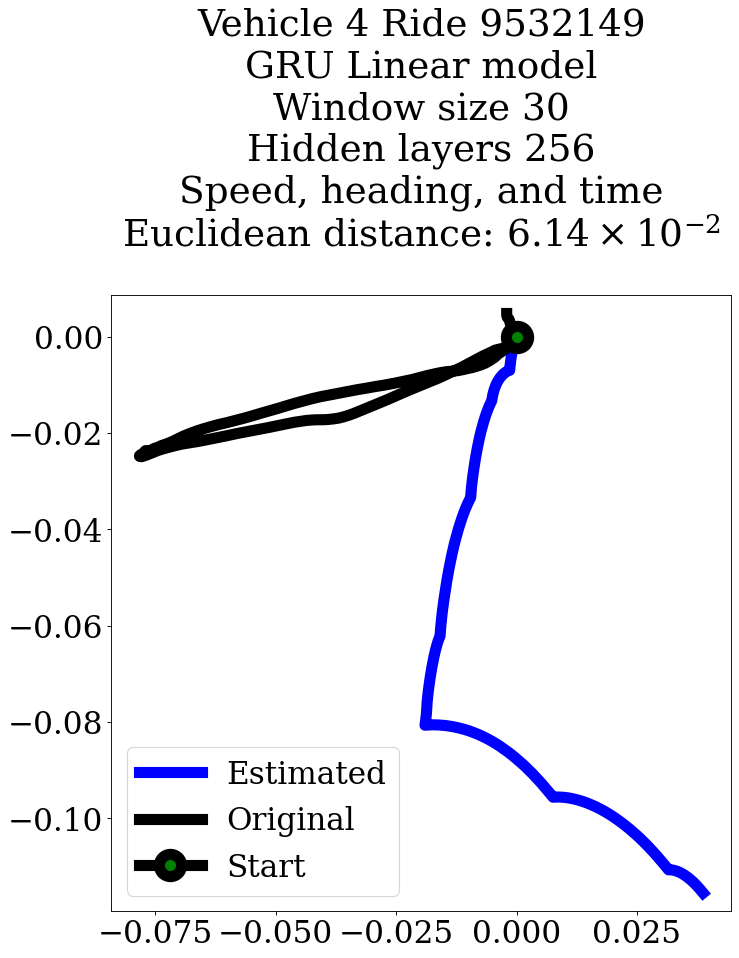 Vehicle 4 Ride 9532149
GRU Linear model
Window size 30
Hidden layers 256
Speed, heading, and time
Euclidean distance: 6.14 × 10⁻²
0.00
−0.02
−0.04
−0.06
−0.08
−0.10
Estimated
Original
Start
−0.075 −0.050 −0.025 0.000 0.025